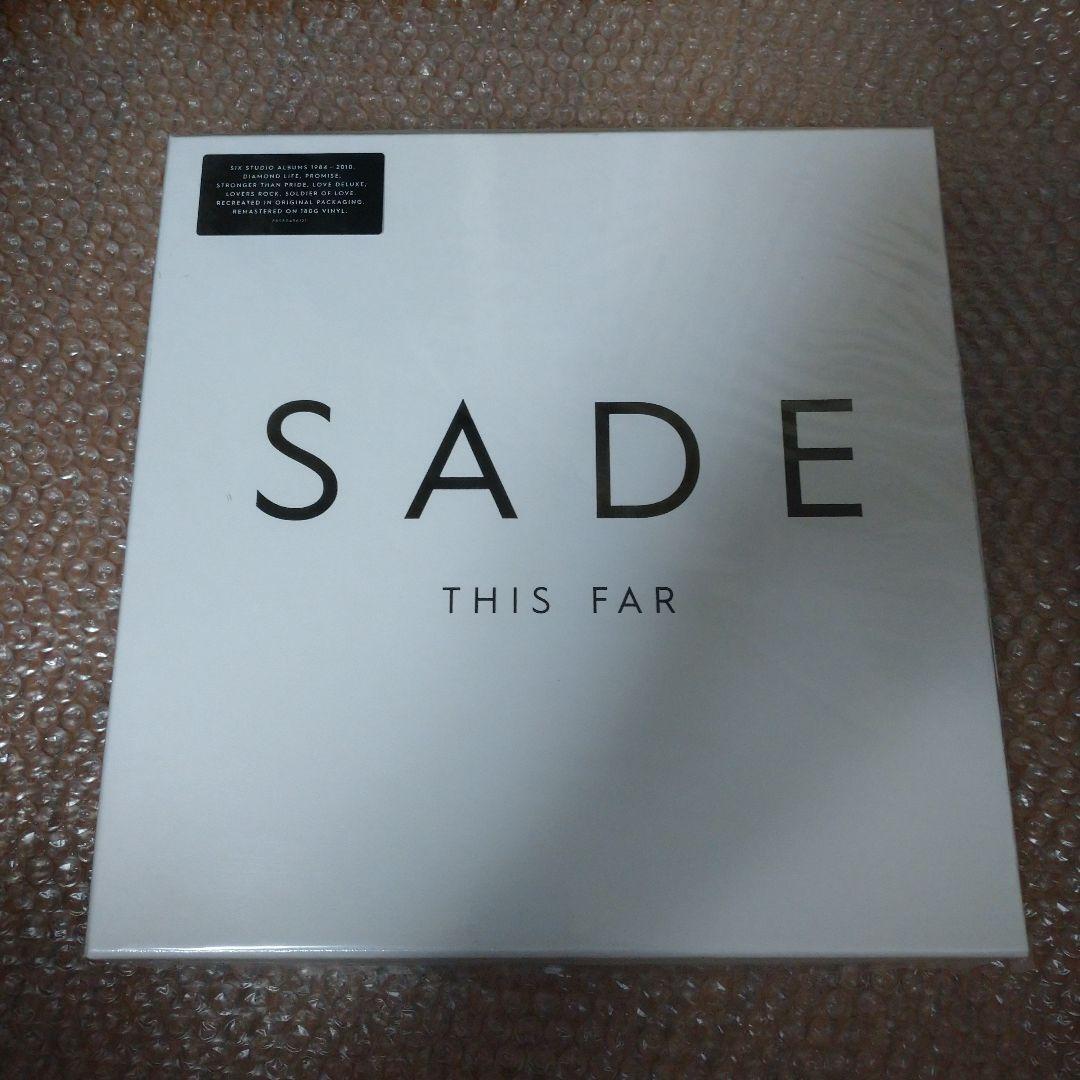 SIX STUDIO ALBUMS 1984 – 2010.
DIAMOND LIFE, PROMISE,
STRONGER THAN PRIDE, LOVE DELUXE,
LOVERS ROCK, SOLDIER OF LOVE.
RECREATED IN ORIGINAL PACKAGING.
REMASTERED ON 180G VINYL.
SADE
THIS FAR